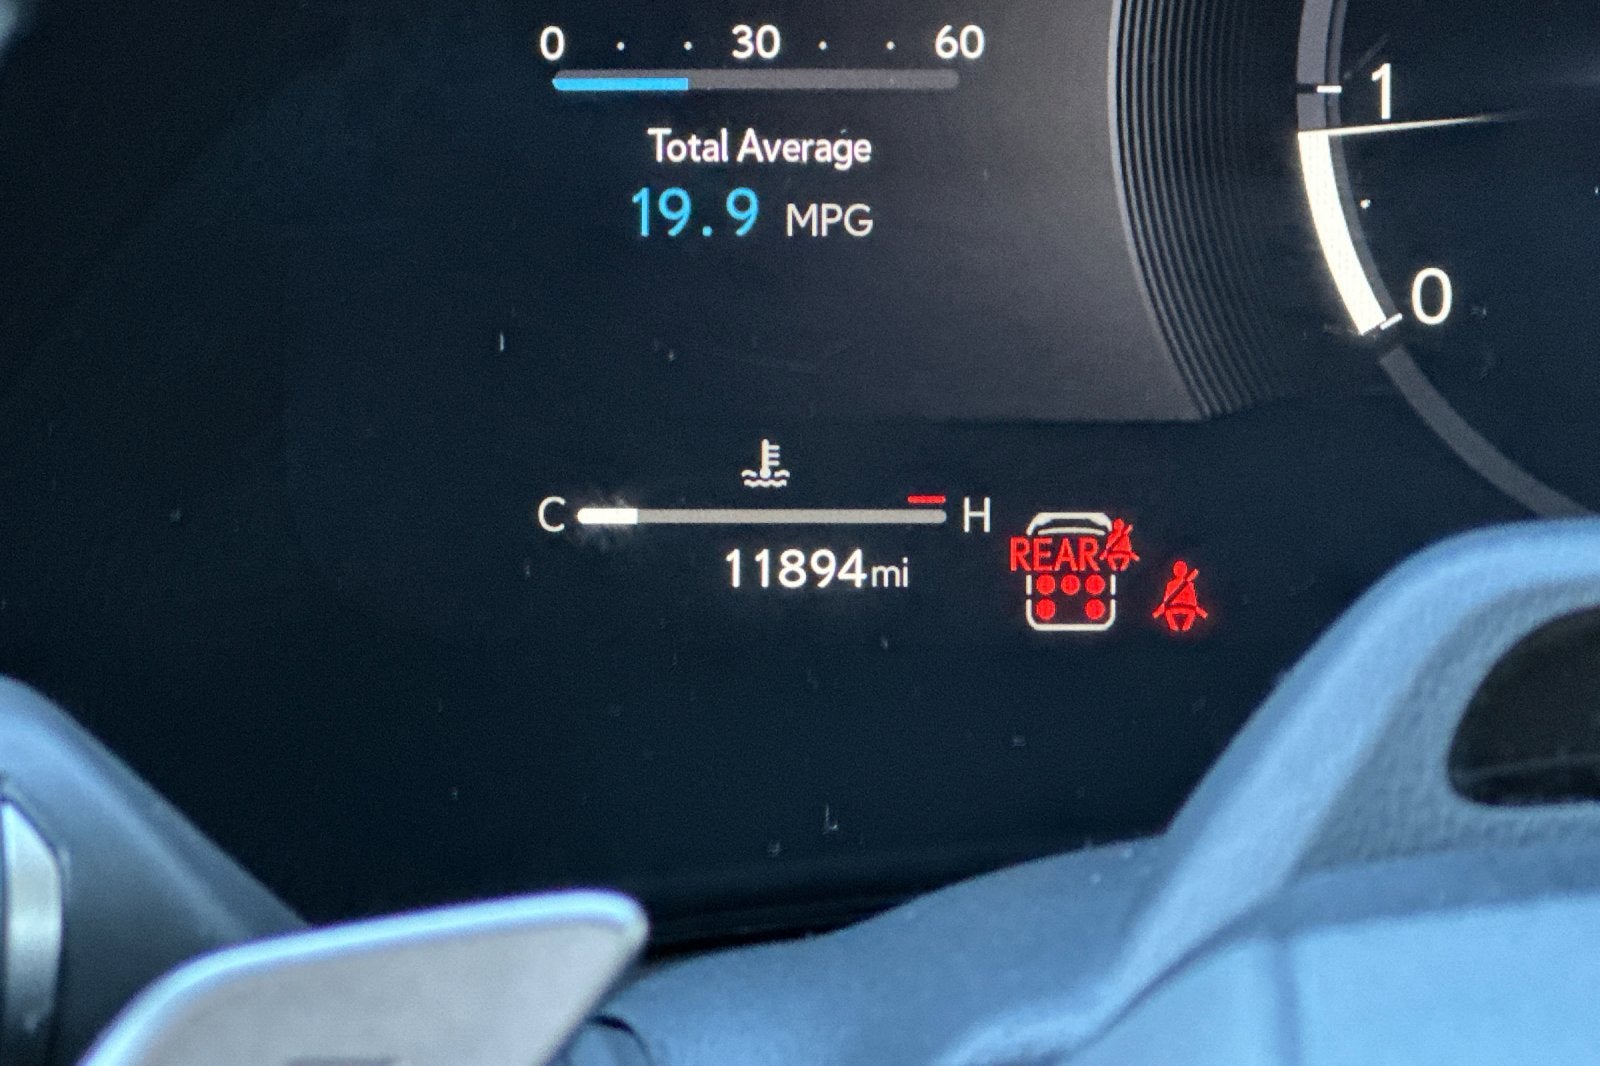 0 30 60
Total Average
19.9 MPG
1
0
C H
11894mi
REAR